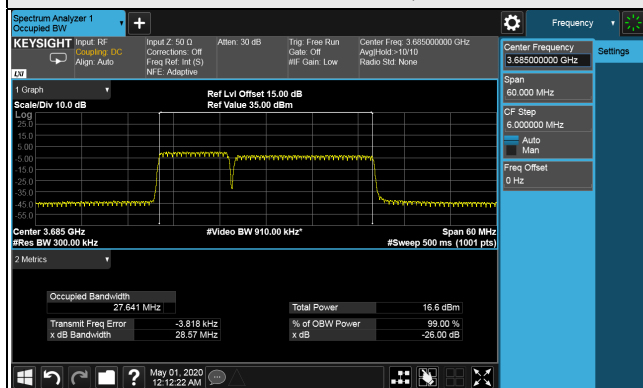 Spectrum Analyzer 1
Occupied BW
Frequency
KEYSIGHT
LXI
Input: RF
Coupling: DC
Align: Auto
Input Z: 50 Ω
Corrections: Off
Freq Ref: Int (S)
NFE: Adaptive
Atten: 30 dB
Trig: Free Run
Gate: Off
#IF Gain: Low
Center Freq: 3.685000000 GHz
Avg|Hold:>10/10
Radio Std: None
Center Frequency
3.685000000 GHz
Settings
Span
60.000 MHz
CF Step
6.000000 MHz
Auto
Man
Freq Offset
0 Hz
1 Graph
Scale/Div 10.0 dB
Ref Lvl Offset 15.00 dB
Ref Value 35.00 dBm
Log
25.0
15.0
5.00
-5.00
-15.0
-25.0
-35.0
-45.0
-55.0
Center 3.685 GHz
#Video BW 910.00 kHz*
Span 60 MHz
#Res BW 300.00 kHz
#Sweep 500 ms (1001 pts)
2 Metrics
Occupied Bandwidth
27.641 MHz
Total Power 16.6 dBm
Transmit Freq Error -3.818 kHz
% of OBW Power 99.00 %
x dB Bandwidth 28.57 MHz
x dB -26.00 dB
?
May 01, 2020
12:12:22 AM